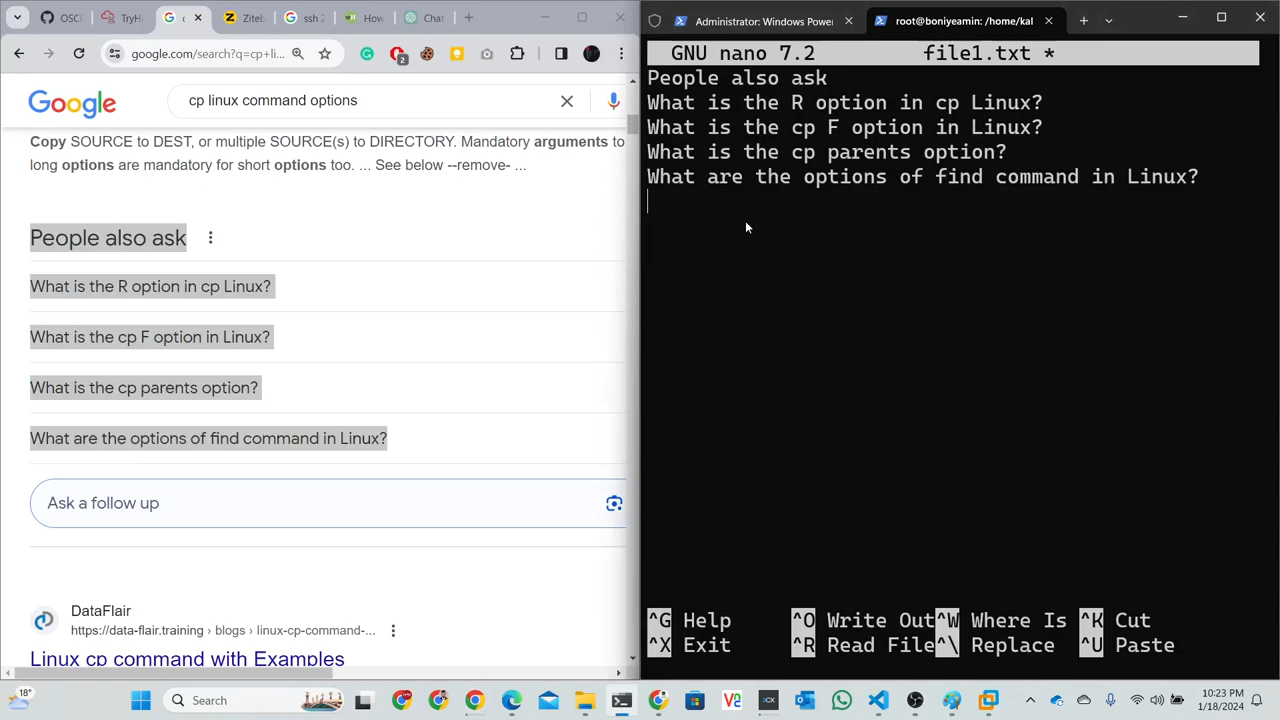 OSCI
TryH
c
Ziteb
ssh
How
Chat
google.com/search?q=cp+li...
2
Google
cp linux command options
Copy SOURCE to DEST, or multiple SOURCE(s) to DIRECTORY. Mandatory arguments to
long options are mandatory for short options too. ... See below --remove- ...
People also ask
What is the R option in cp Linux?
What is the cp F option in Linux?
What is the cp parents option?
What are the options of find command in Linux?
Ask a follow up
DataFlair
https://data-flair.training › blogs › linux-cp-command-...
Linux cp command with Examples
Administrator: Windows Powe
root@boniyeamin: /home/kal
GNU nano 7.2 file1.txt *
People also ask
What is the R option in cp Linux?
What is the cp F option in Linux?
What is the cp parents option?
What are the options of find command in Linux?
^G Help ^O Write Out ^W Where Is ^K Cut
^X Exit ^R Read File ^\ Replace ^U Paste
18°
Search
10:23 PM
1/18/2024